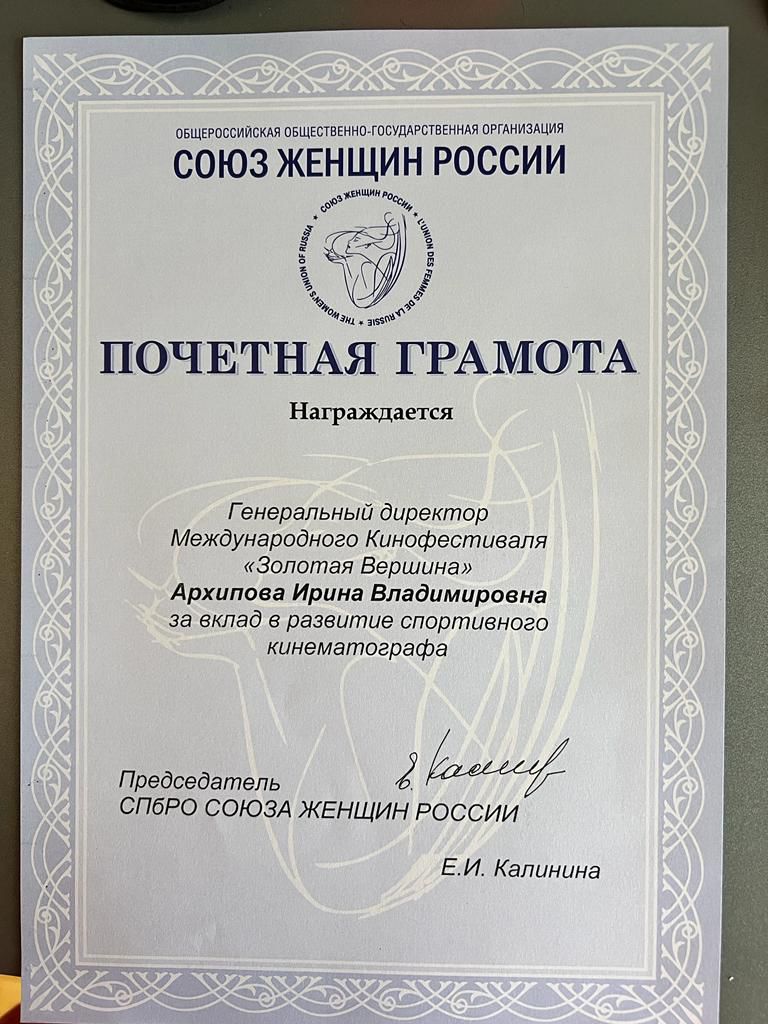 ОБЩЕРОССИЙСКАЯ ОБЩЕСТВЕННО-ГОСУДАРСТВЕННАЯ ОРГАНИЗАЦИЯ
СОЮЗ ЖЕНЩИН РОССИИ
★ СОЮЗ ЖЕНЩИН РОССИИ ★ L'UNION DES FEMMES DE LA RUSSIE ★ THE WOMEN'S UNION OF RUSSIA
ПОЧЕТНАЯ ГРАМОТА
Награждается
Генеральный директор
Международного Кинофестиваля
«Золотая Вершина»
Архипова Ирина Владимировна
за вклад в развитие спортивного
кинематографа
Председатель
СПбРО СОЮЗА ЖЕНЩИН РОССИИ
Е.И. Калинина